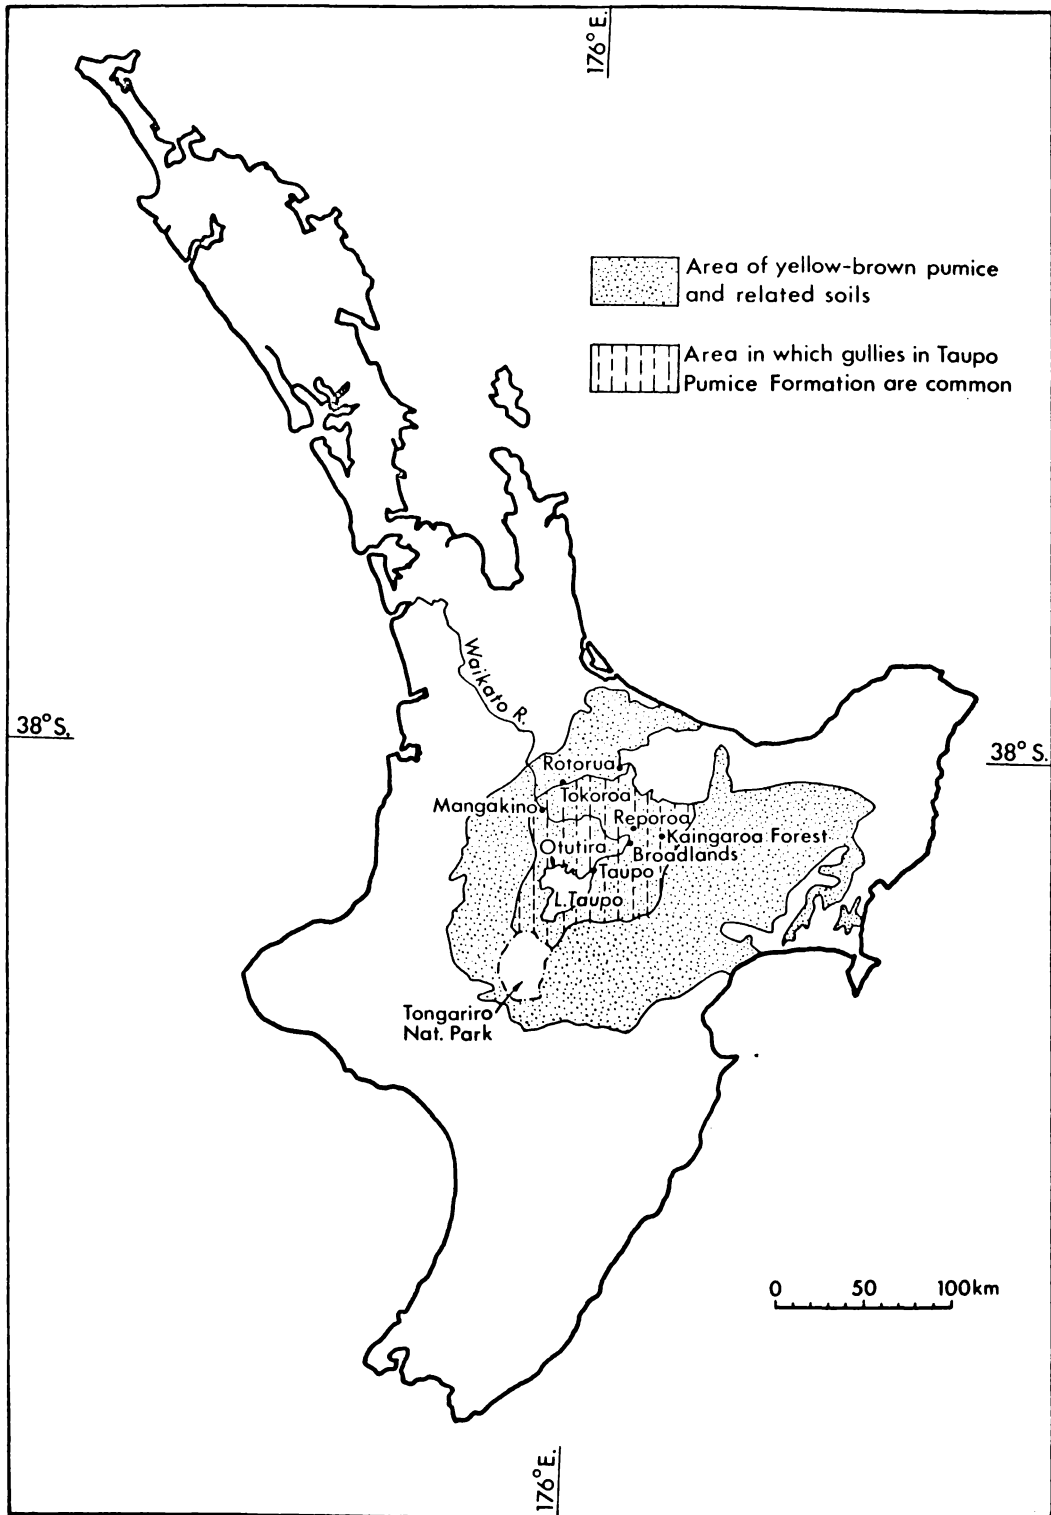 176° E.
Area of yellow-brown pumice
and related soils
Area in which gullies in Taupo
Pumice Formation are common
Waikato R.
38° S.
38° S.
Rotorua
Tokoroa
Mangakino
Reporoa
Kaingaroa Forest
Otutira
Broadlands
Taupo
L.Taupo
Tongariro
Nat. Park
0 50 100km
176° E.